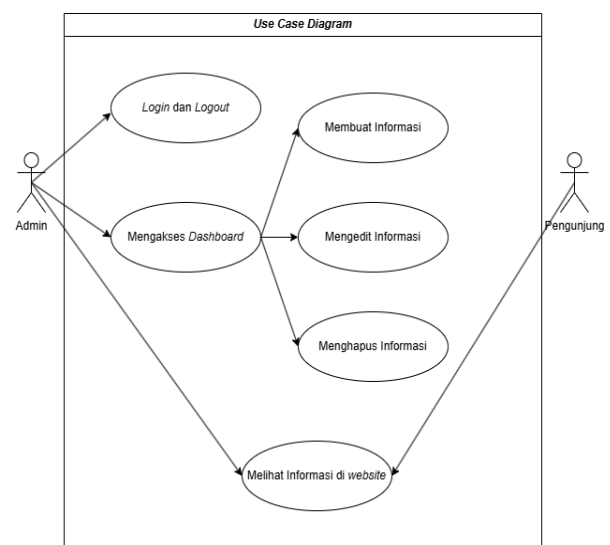 Use Case Diagram
Login dan Logout
Membuat Informasi
Admin
Mengakses Dashboard
Mengedit Informasi
Pengunjung
Menghapus Informasi
Melihat Informasi di website